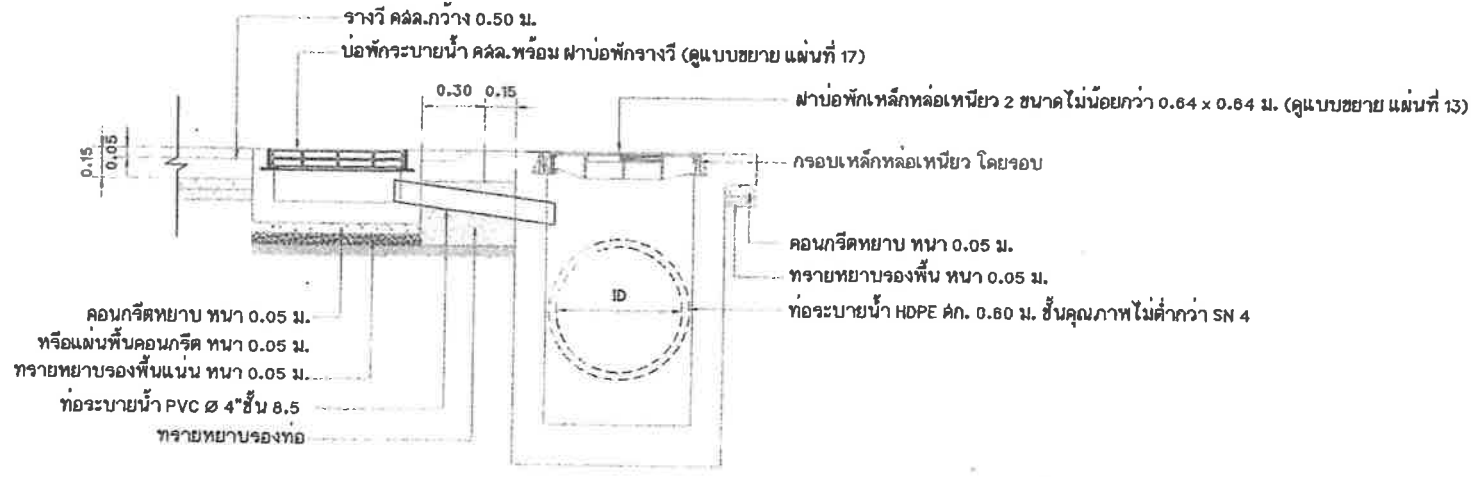 รางวี คสล.กว้าง 0.50 ม.
บ่อพักระบายน้ำ คสล.พร้อม ฝาบ่อพักรางวี (ดูแบบขยาย แผ่นที่ 17)
0.30 0.15
ฝาบ่อพักเหล็กหล่อเหนียว 2 ขนาดไม่น้อยกว่า 0.64 x 0.64 ม. (ดูแบบขยาย แผ่นที่ 13)
0.15
0.05
กรอบเหล็กหล่อเหนียว โดยรอบ
คอนกรีตหยาบ หนา 0.05 ม.
ทรายหยาบรองพื้น หนา 0.05 ม.
ID
ท่อระบายน้ำ HDPE ศก. 0.60 ม. ชั้นคุณภาพไม่ต่ำกว่า SN 4
คอนกรีตหยาบ หนา 0.05 ม.
หรือแผ่นพื้นคอนกรีต หนา 0.05 ม.
ทรายหยาบรองพื้นแน่น หนา 0.05 ม.
ท่อระบายน้ำ PVC Ø 4"ชั้น 8.5
ทรายหยาบรองท่อ